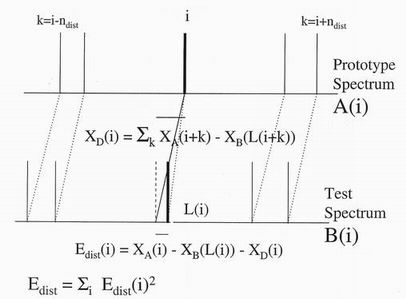 k=i-n_dist i k=i+n_dist
Prototype
Spectrum
A(i)
X_D(i) = Σ_k X_A(i+k) - X_B(L(i+k))
L(i)
Test
Spectrum
B(i)
E_dist(i) = X_A(i) - X_B(L(i)) - X_D(i)
E_dist = Σ_i E_dist(i)²